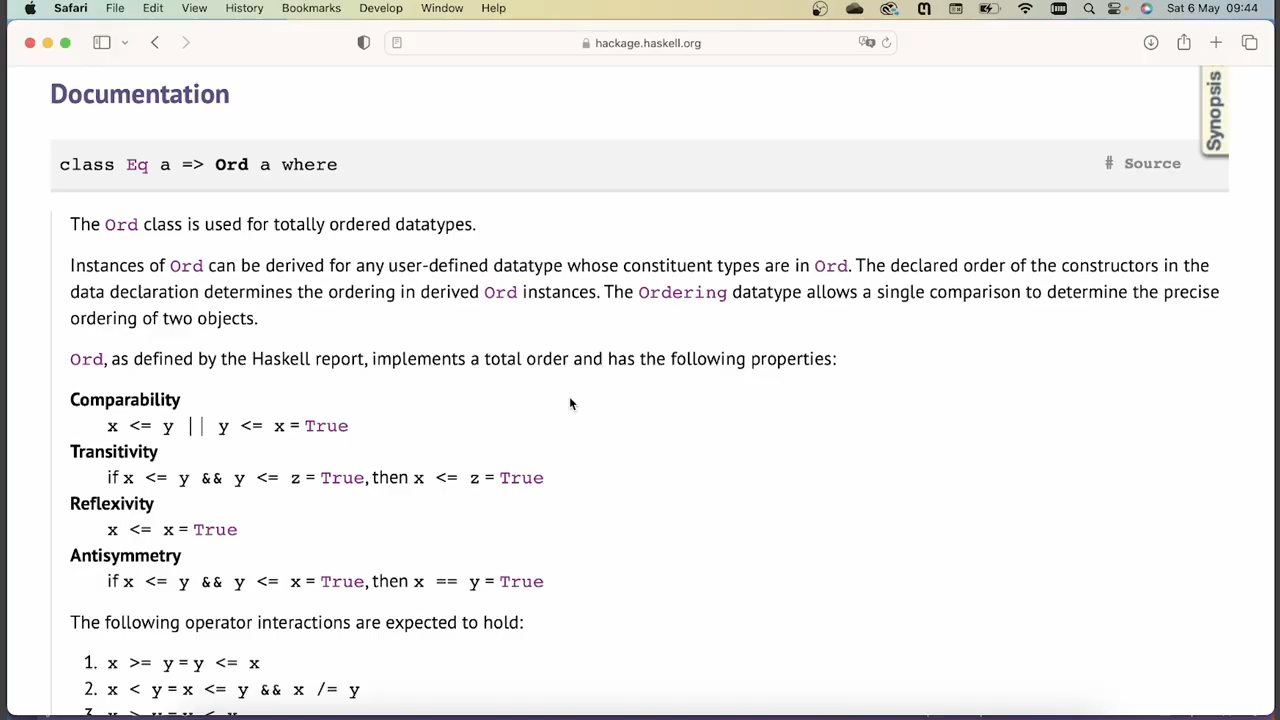 Safari File Edit View History Bookmarks Develop Window Help Sat 6 May 09:44
hackage.haskell.org
Synopsis
Documentation
class Eq a => Ord a where # Source
The Ord class is used for totally ordered datatypes.
Instances of Ord can be derived for any user-defined datatype whose constituent types are in Ord. The declared order of the constructors in the
data declaration determines the ordering in derived Ord instances. The Ordering datatype allows a single comparison to determine the precise
ordering of two objects.
Ord, as defined by the Haskell report, implements a total order and has the following properties:
Comparability
x <= y || y <= x = True
Transitivity
if x <= y && y <= z = True, then x <= z = True
Reflexivity
x <= x = True
Antisymmetry
if x <= y && y <= x = True, then x == y = True
The following operator interactions are expected to hold:
1. x >= y = y <= x
2. x < y = x <= y && x /= y